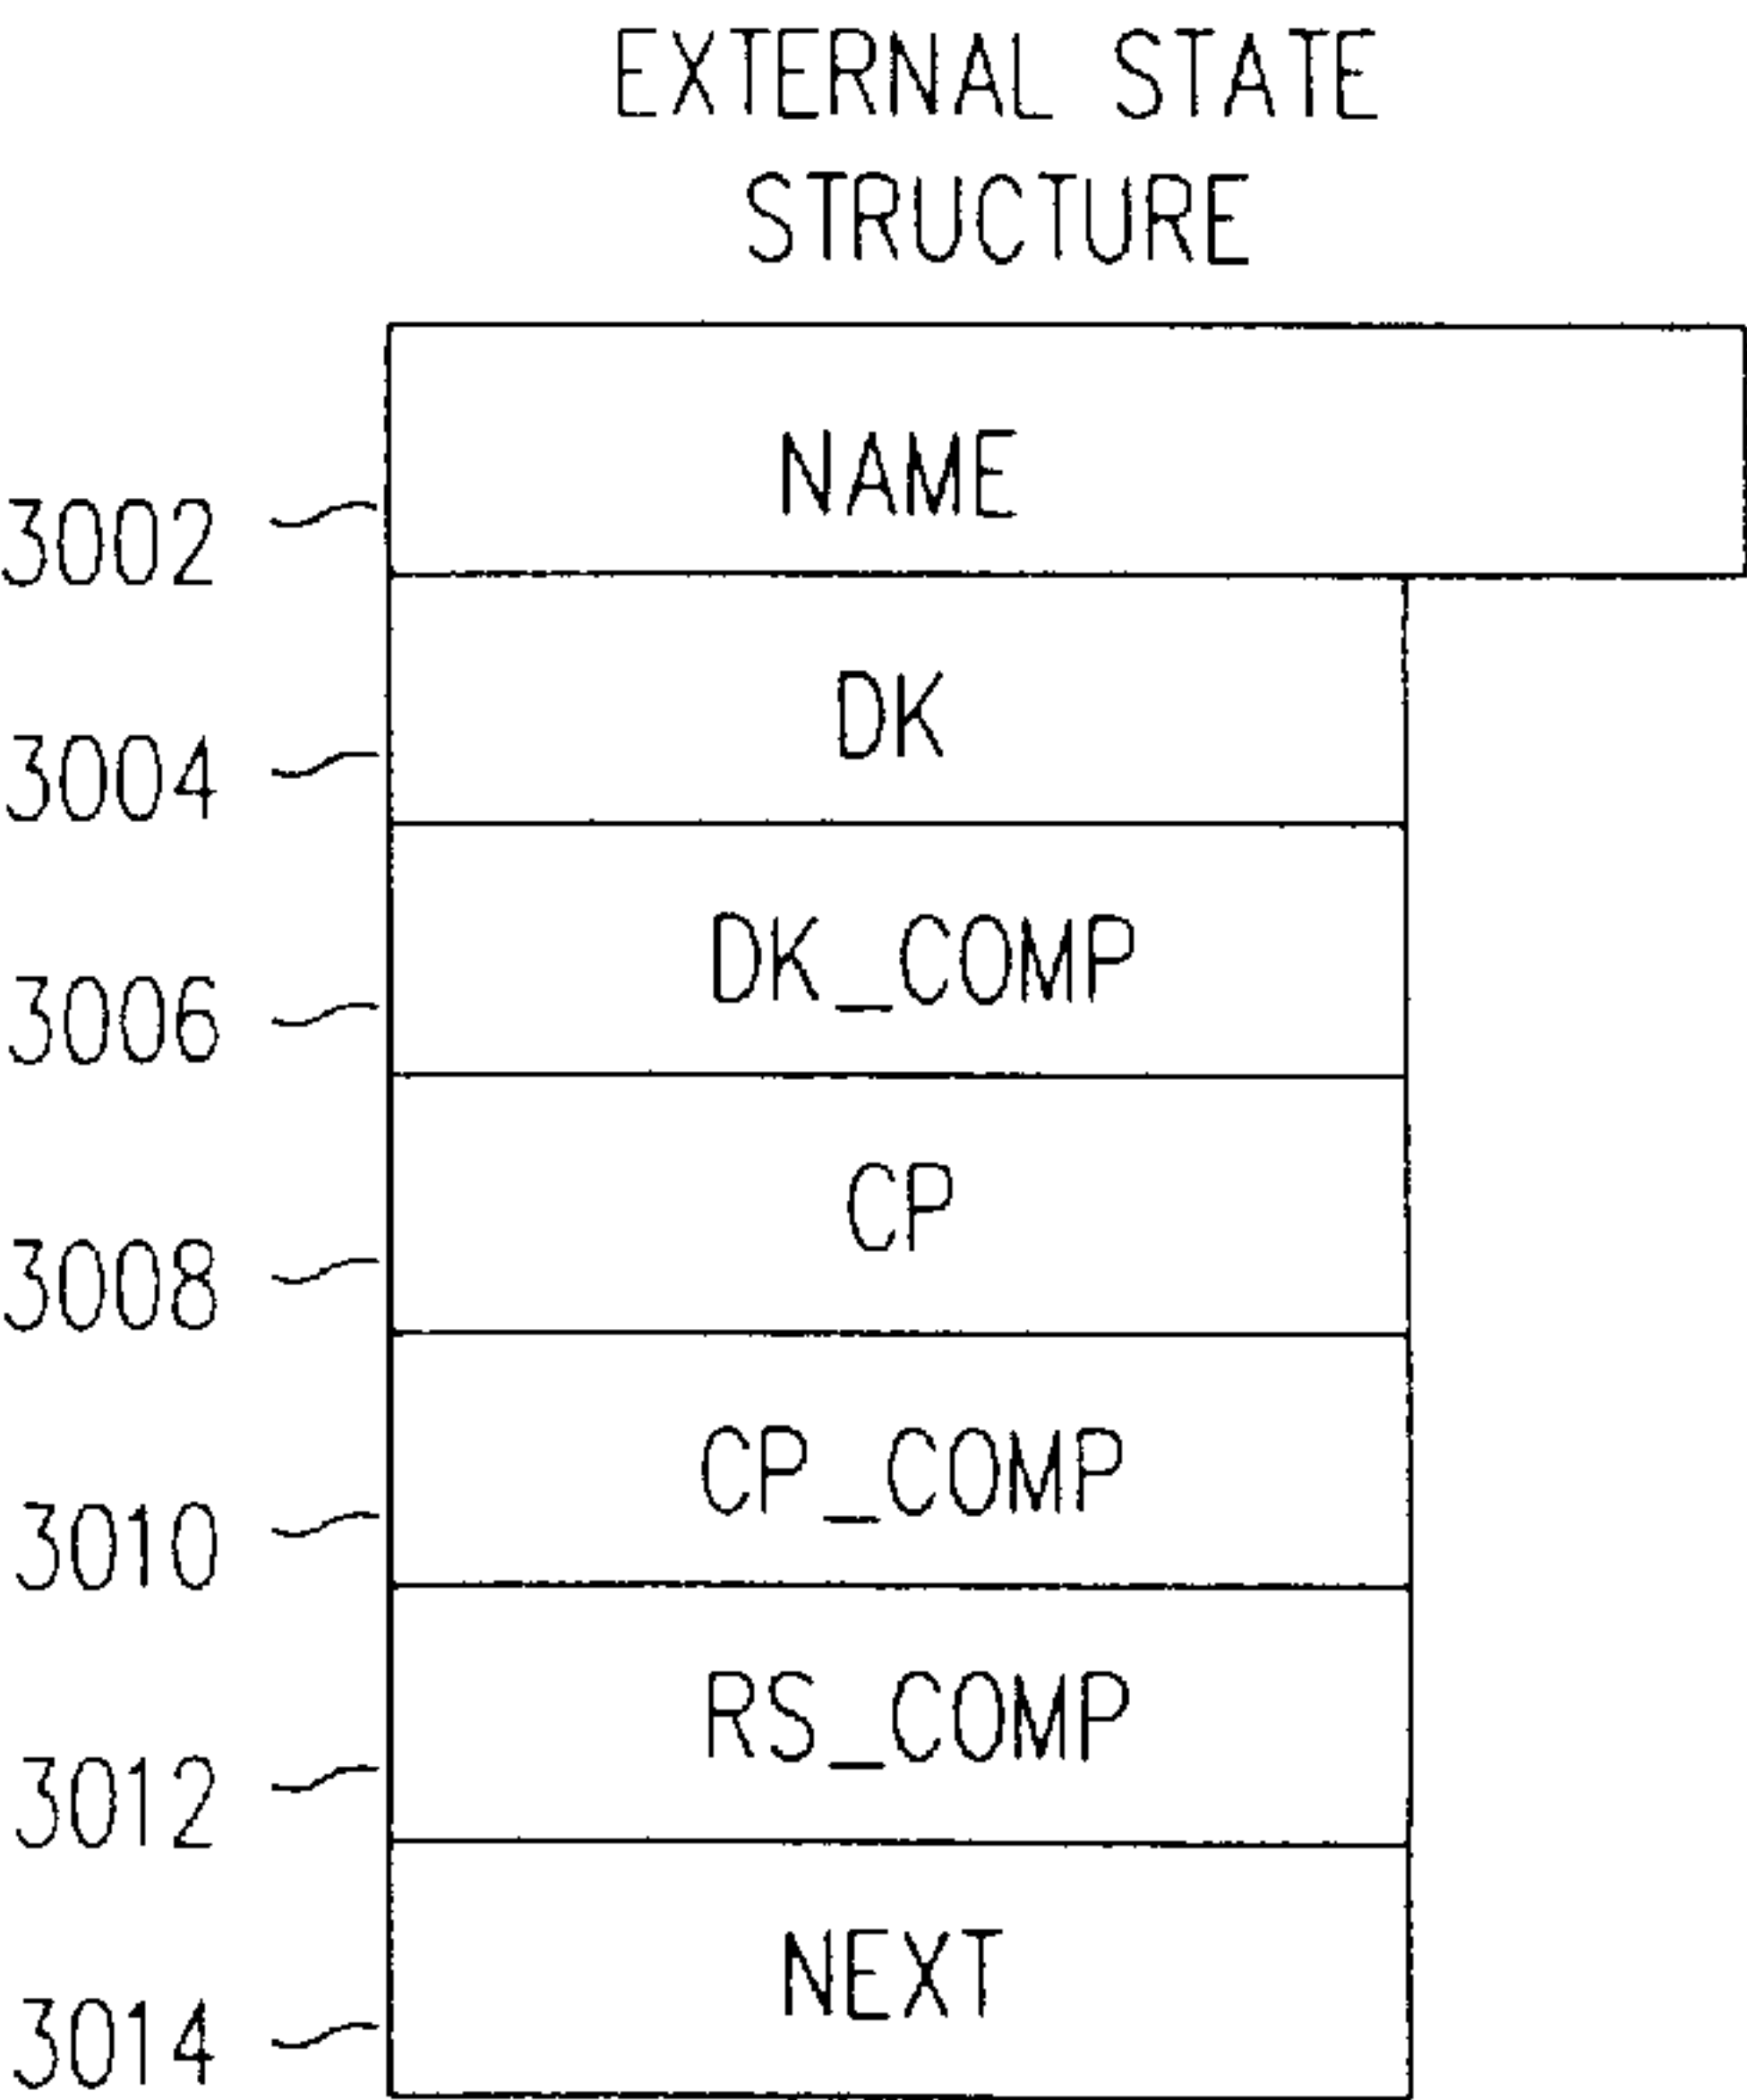 EXTERNAL STATE
STRUCTURE
NAME
3002
DK
3004
DK_COMP
3006
CP
3008
CP_COMP
3010
RS_COMP
3012
NEXT
3014